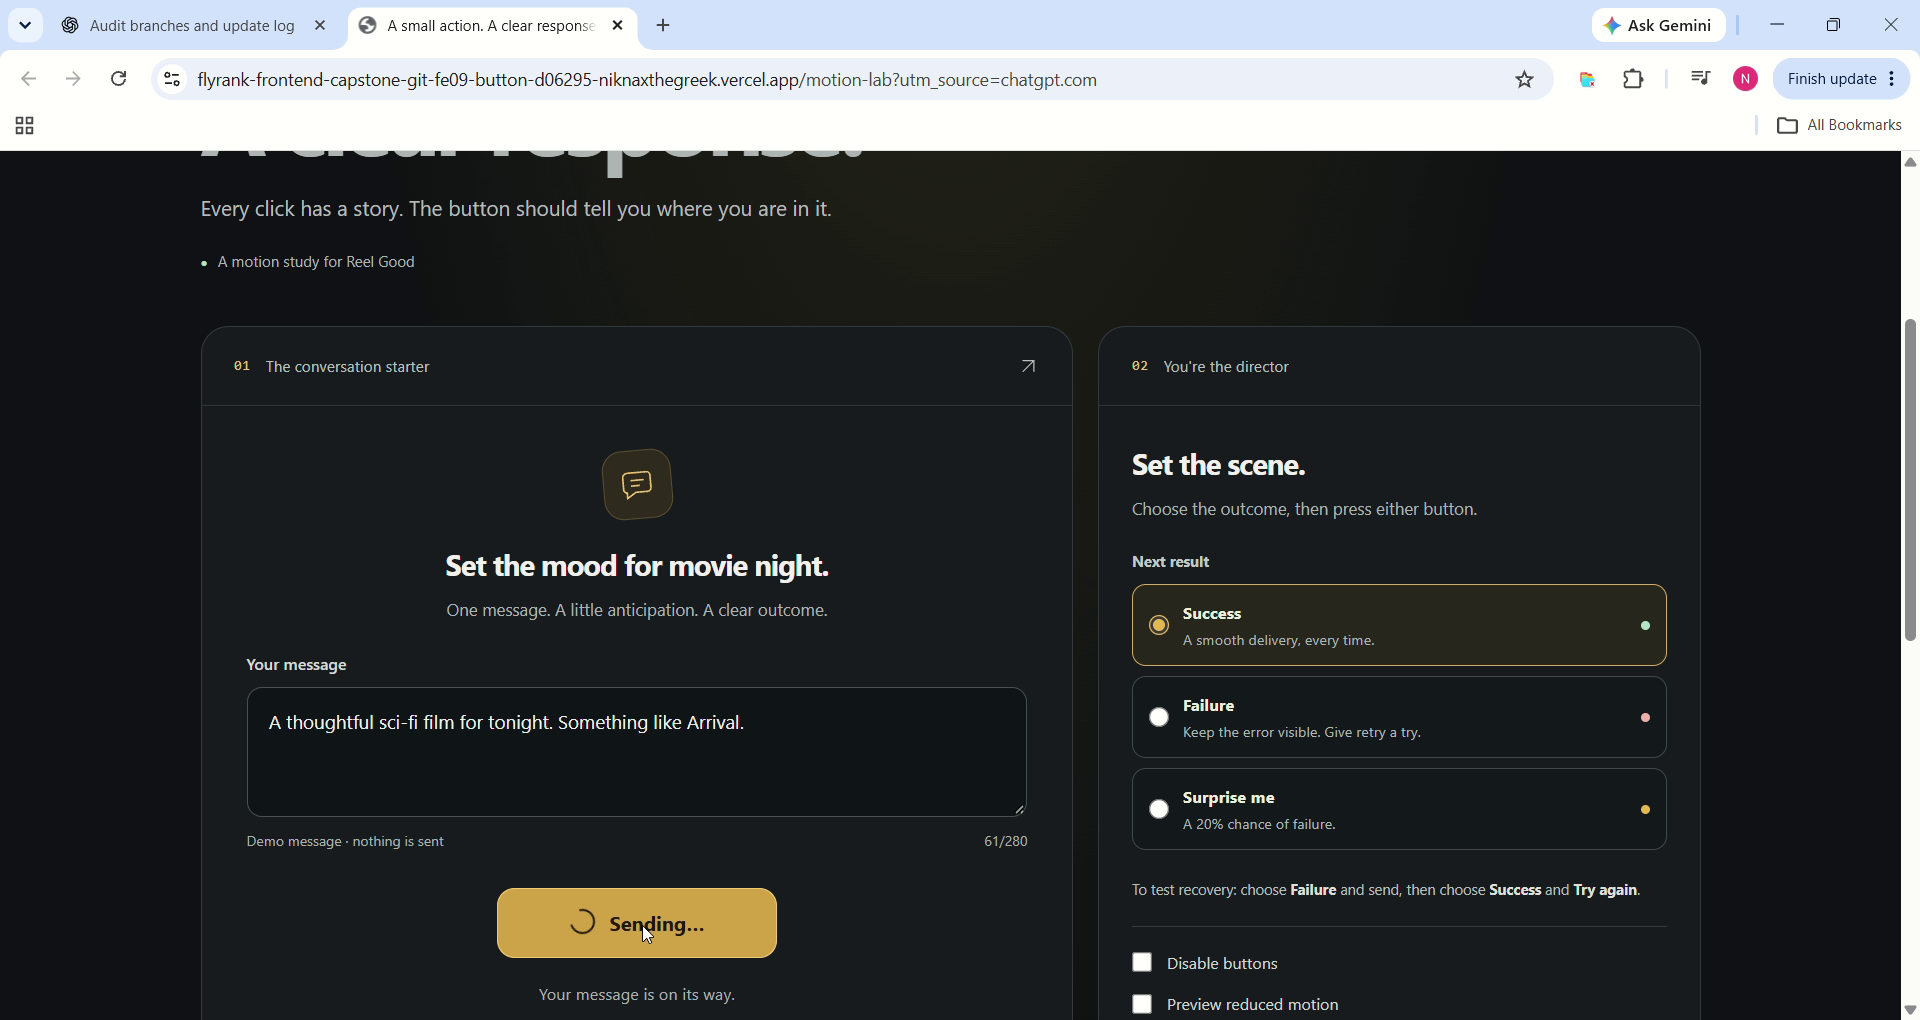 Audit branches and update log
A small action. A clear response
Ask Gemini
flyrank-frontend-capstone-git-fe09-button-d06295-niknaxthegreek.vercel.app/motion-lab?utm_source=chatgpt.com
N
Finish update
All Bookmarks
A clear response.
Every click has a story. The button should tell you where you are in it.
• A motion study for Reel Good
01 The conversation starter
Set the mood for movie night.
One message. A little anticipation. A clear outcome.
Your message
A thoughtful sci-fi film for tonight. Something like Arrival.
Demo message · nothing is sent
61/280
Sending...
Your message is on its way.
02 You're the director
Set the scene.
Choose the outcome, then press either button.
Next result
Success
A smooth delivery, every time.
Failure
Keep the error visible. Give retry a try.
Surprise me
A 20% chance of failure.
To test recovery: choose Failure and send, then choose Success and Try again.
Disable buttons
Preview reduced motion